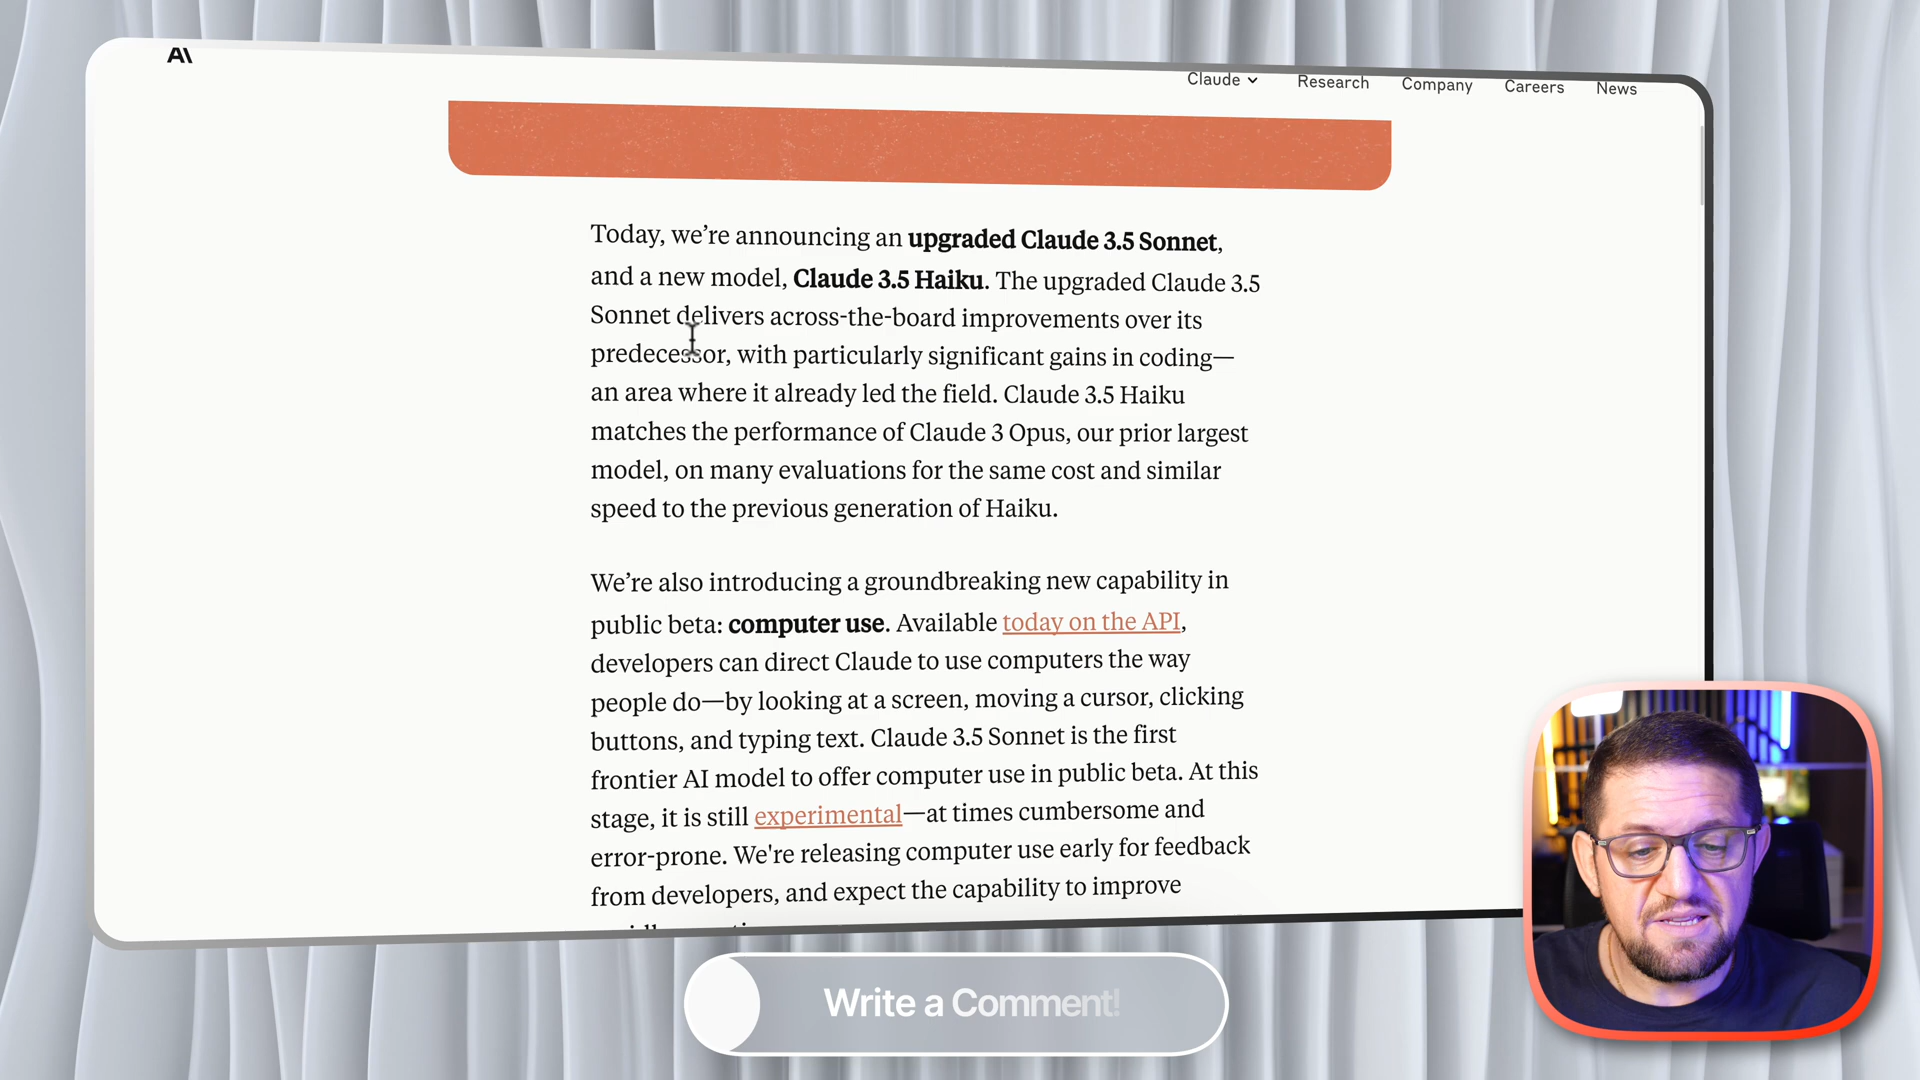 A\
Claude
Research
Company
Careers
News
Today, we’re announcing an upgraded Claude 3.5 Sonnet,
and a new model, Claude 3.5 Haiku. The upgraded Claude 3.5
Sonnet delivers across-the-board improvements over its
predecessor, with particularly significant gains in coding—
an area where it already led the field. Claude 3.5 Haiku
matches the performance of Claude 3 Opus, our prior largest
model, on many evaluations for the same cost and similar
speed to the previous generation of Haiku.
We’re also introducing a groundbreaking new capability in
public beta: computer use. Available today on the API,
developers can direct Claude to use computers the way
people do—by looking at a screen, moving a cursor, clicking
buttons, and typing text. Claude 3.5 Sonnet is the first
frontier AI model to offer computer use in public beta. At this
stage, it is still experimental—at times cumbersome and
error-prone. We're releasing computer use early for feedback
from developers, and expect the capability to improve
Write a Comment!